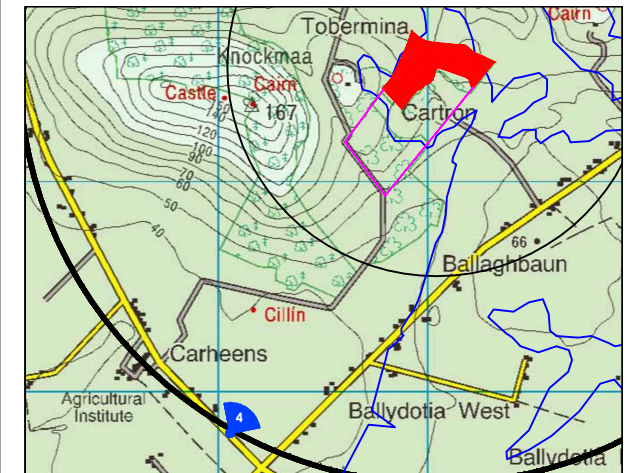 Tobermina
Cairn
Knockmaa
Castle
Cairn
167
Cartron
140
120
100
90
70
60
50
40
66
Ballaghbaun
Cillín
Carheens
Agricultural
Institute
4
Ballydotia West
Ballydotia